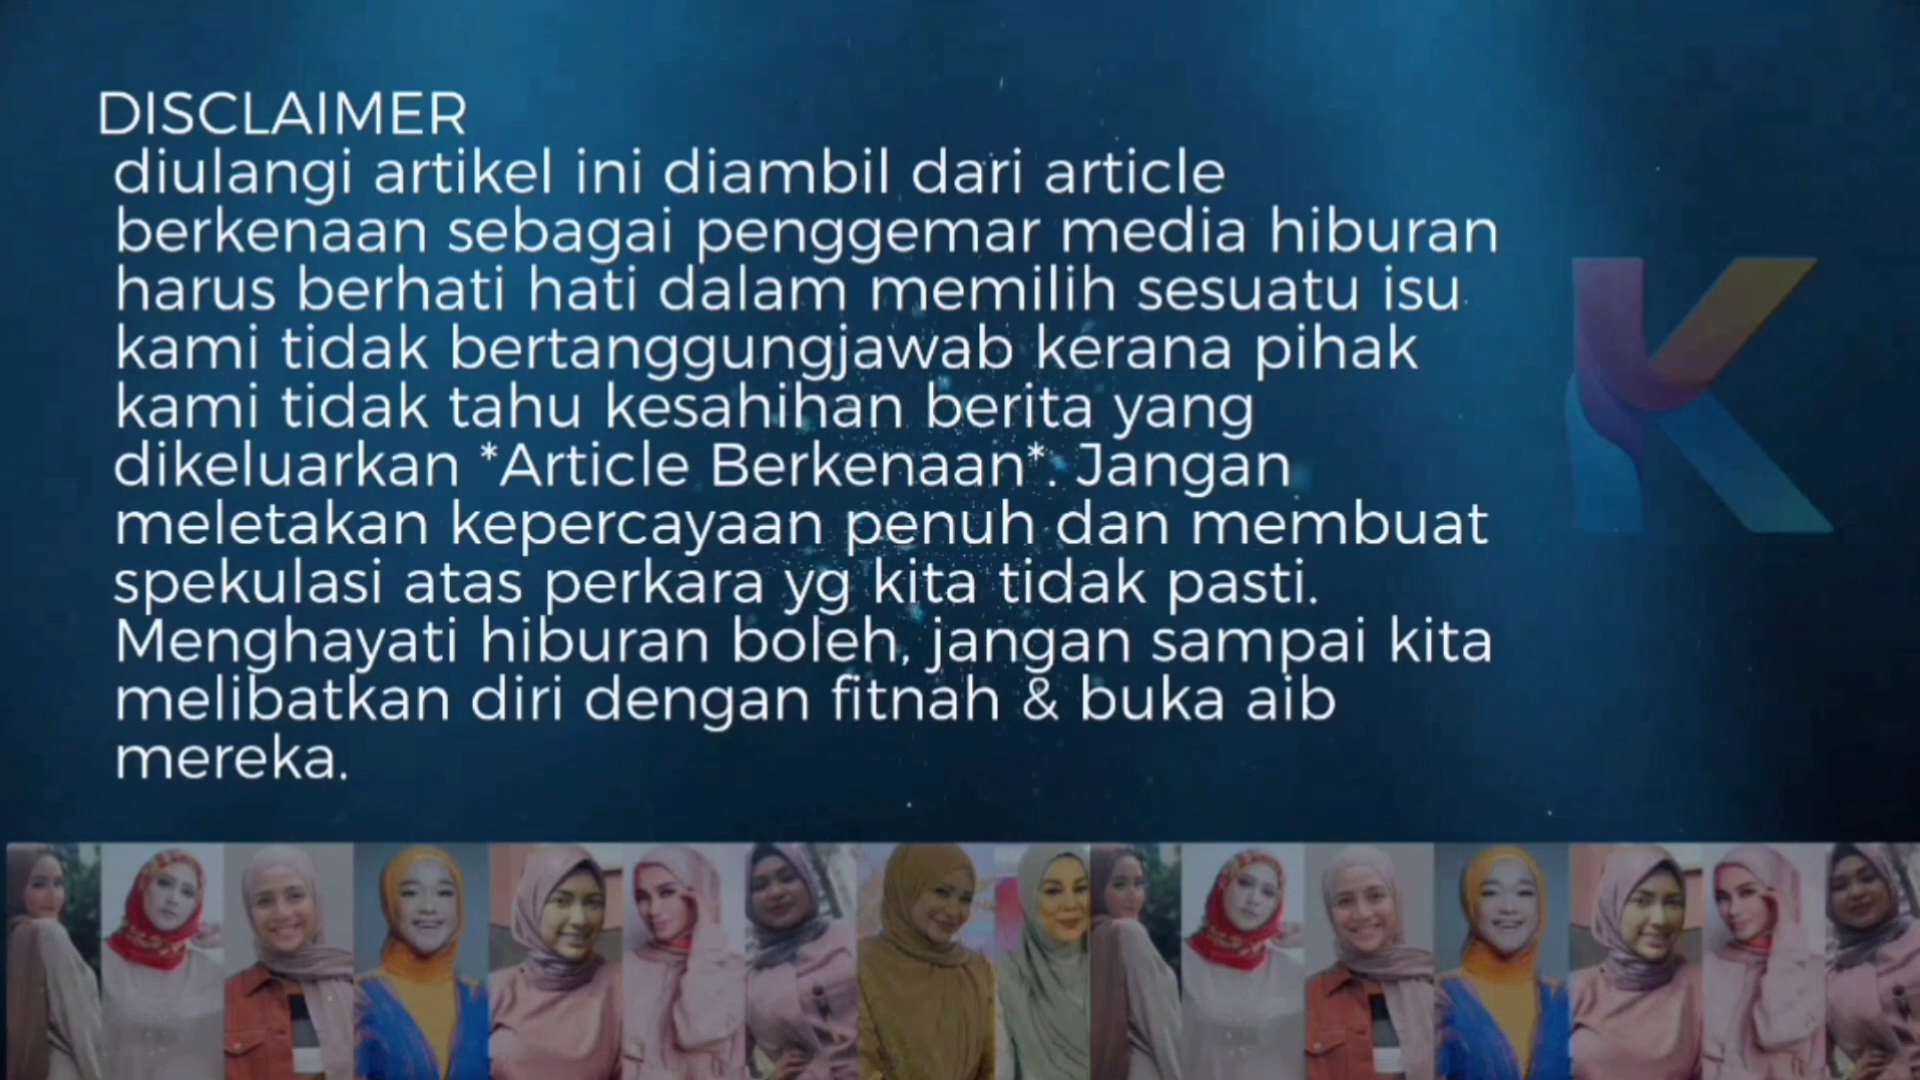 DISCLAIMER
diulangi artikel ini diambil dari article
berkenaan sebagai penggemar media hiburan
harus berhati hati dalam memilih sesuatu isu
kami tidak bertanggungjawab kerana pihak
kami tidak tahu kesahihan berita yang
dikeluarkan *Article Berkenaan*. Jangan
meletakan kepercayaan penuh dan membuat
spekulasi atas perkara yg kita tidak pasti.
Menghayati hiburan boleh, jangan sampai kita
melibatkan diri dengan fitnah & buka aib
mereka.
K